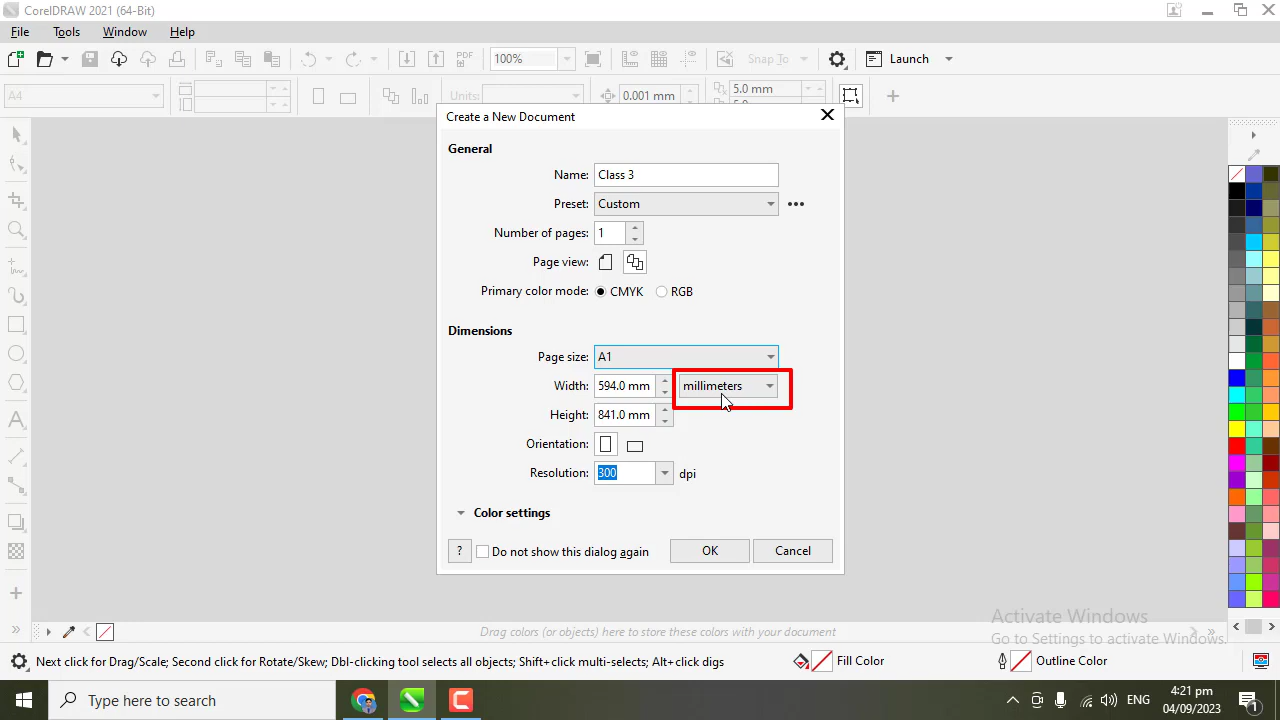 CorelDRAW 2021 (64-Bit)
File Tools Window Help
PDF 100% Snap To Launch
A4 Units: 0.001 mm 5.0 mm
Create a New Document
General
Name: Class 3
Preset: Custom
Number of pages: 1
Page view:
Primary color mode: CMYK RGB
Dimensions
Page size: A1
Width: 594.0 mm millimeters
Height: 841.0 mm
Orientation:
Resolution: 300 dpi
Color settings
? Do not show this dialog again OK Cancel
Activate Windows
Go to Settings to activate Windows.
Drag colors (or objects) here to store these colors with your document
Next click for Drag/Scale; Second click for Rotate/Skew; Dbl-clicking tool selects all objects; Shift+click multi-selects; Alt+click digs Fill Color Outline Color
Type here to search ENG 4:21 pm
04/09/2023 1